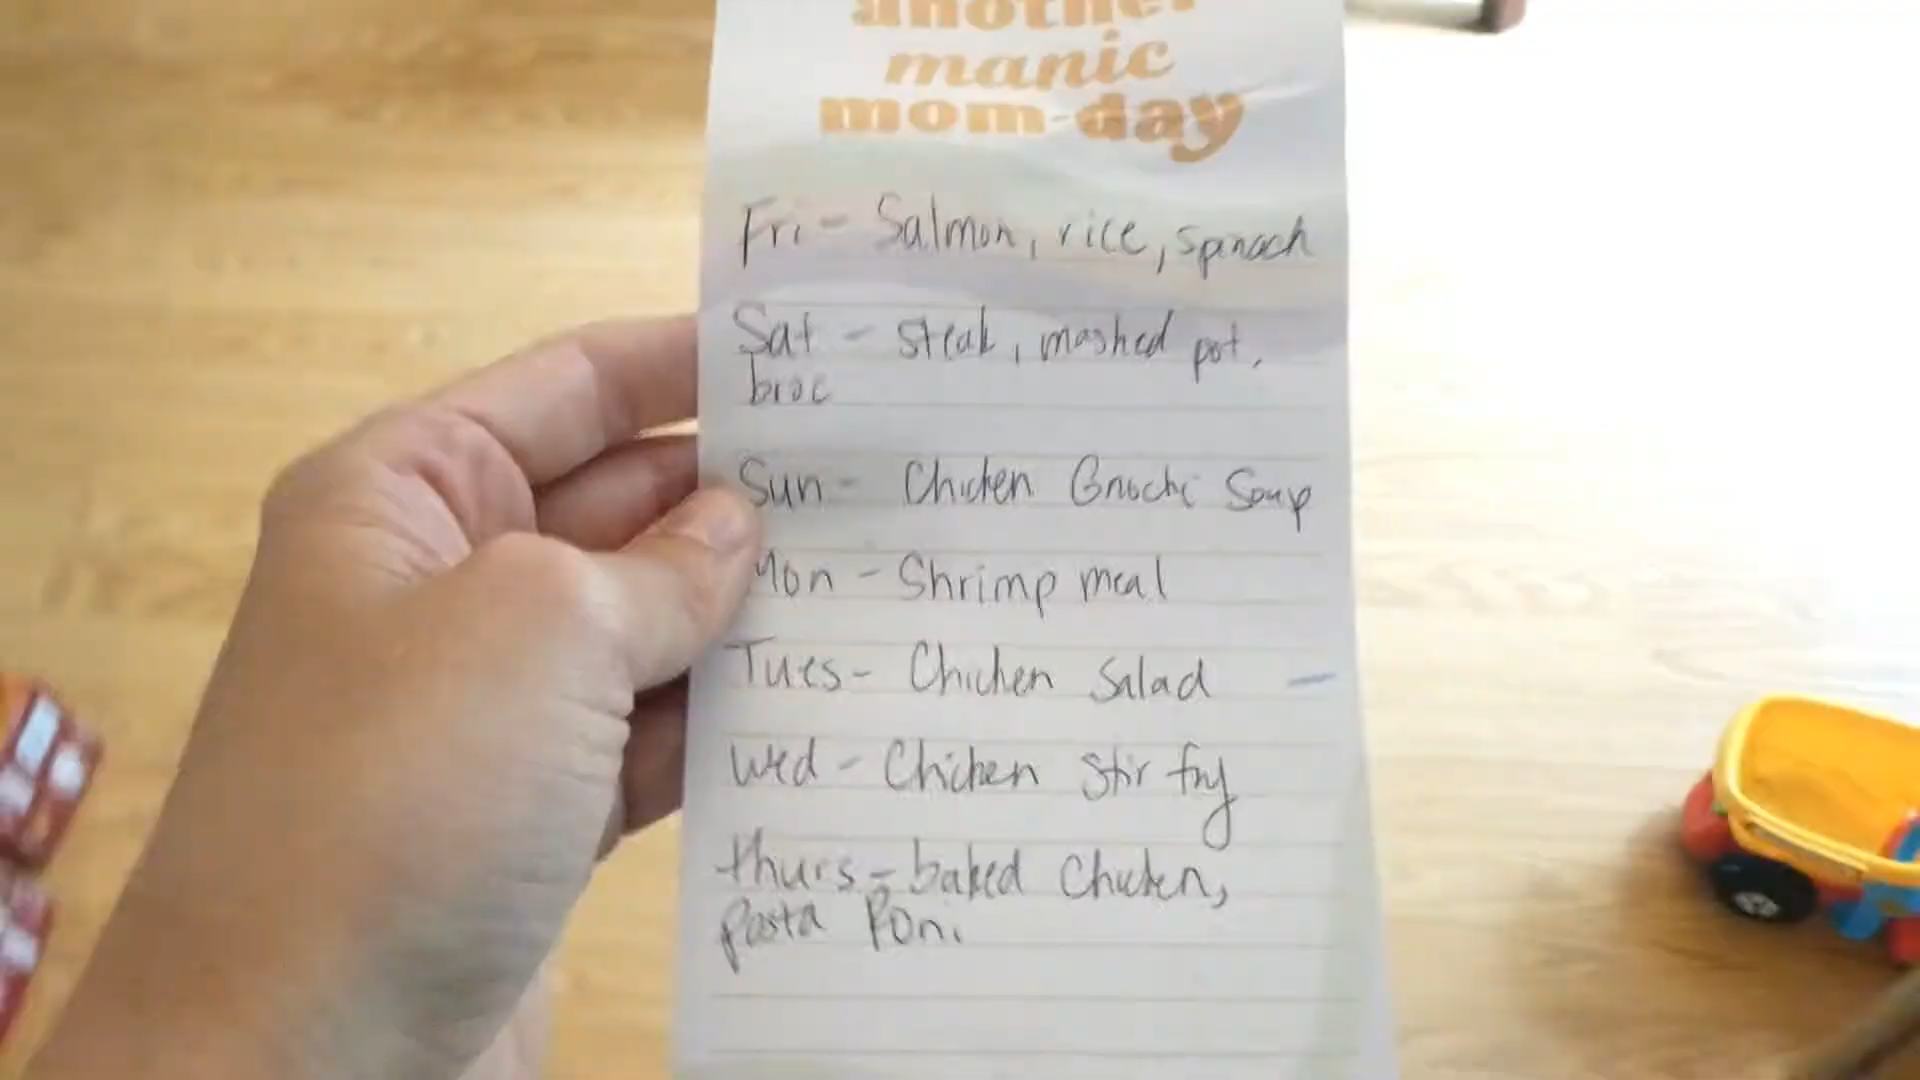 another
manic
mom-day
Fri - Salmon, rice, spinach
Sat - steak, mashed pot.
broc
Sun - Chicken Gnochi Soup
Mon - Shrimp meal
Tues - Chicken Salad
Wed - Chicken Stir fry
thurs - baked Chicken,
pasta Roni